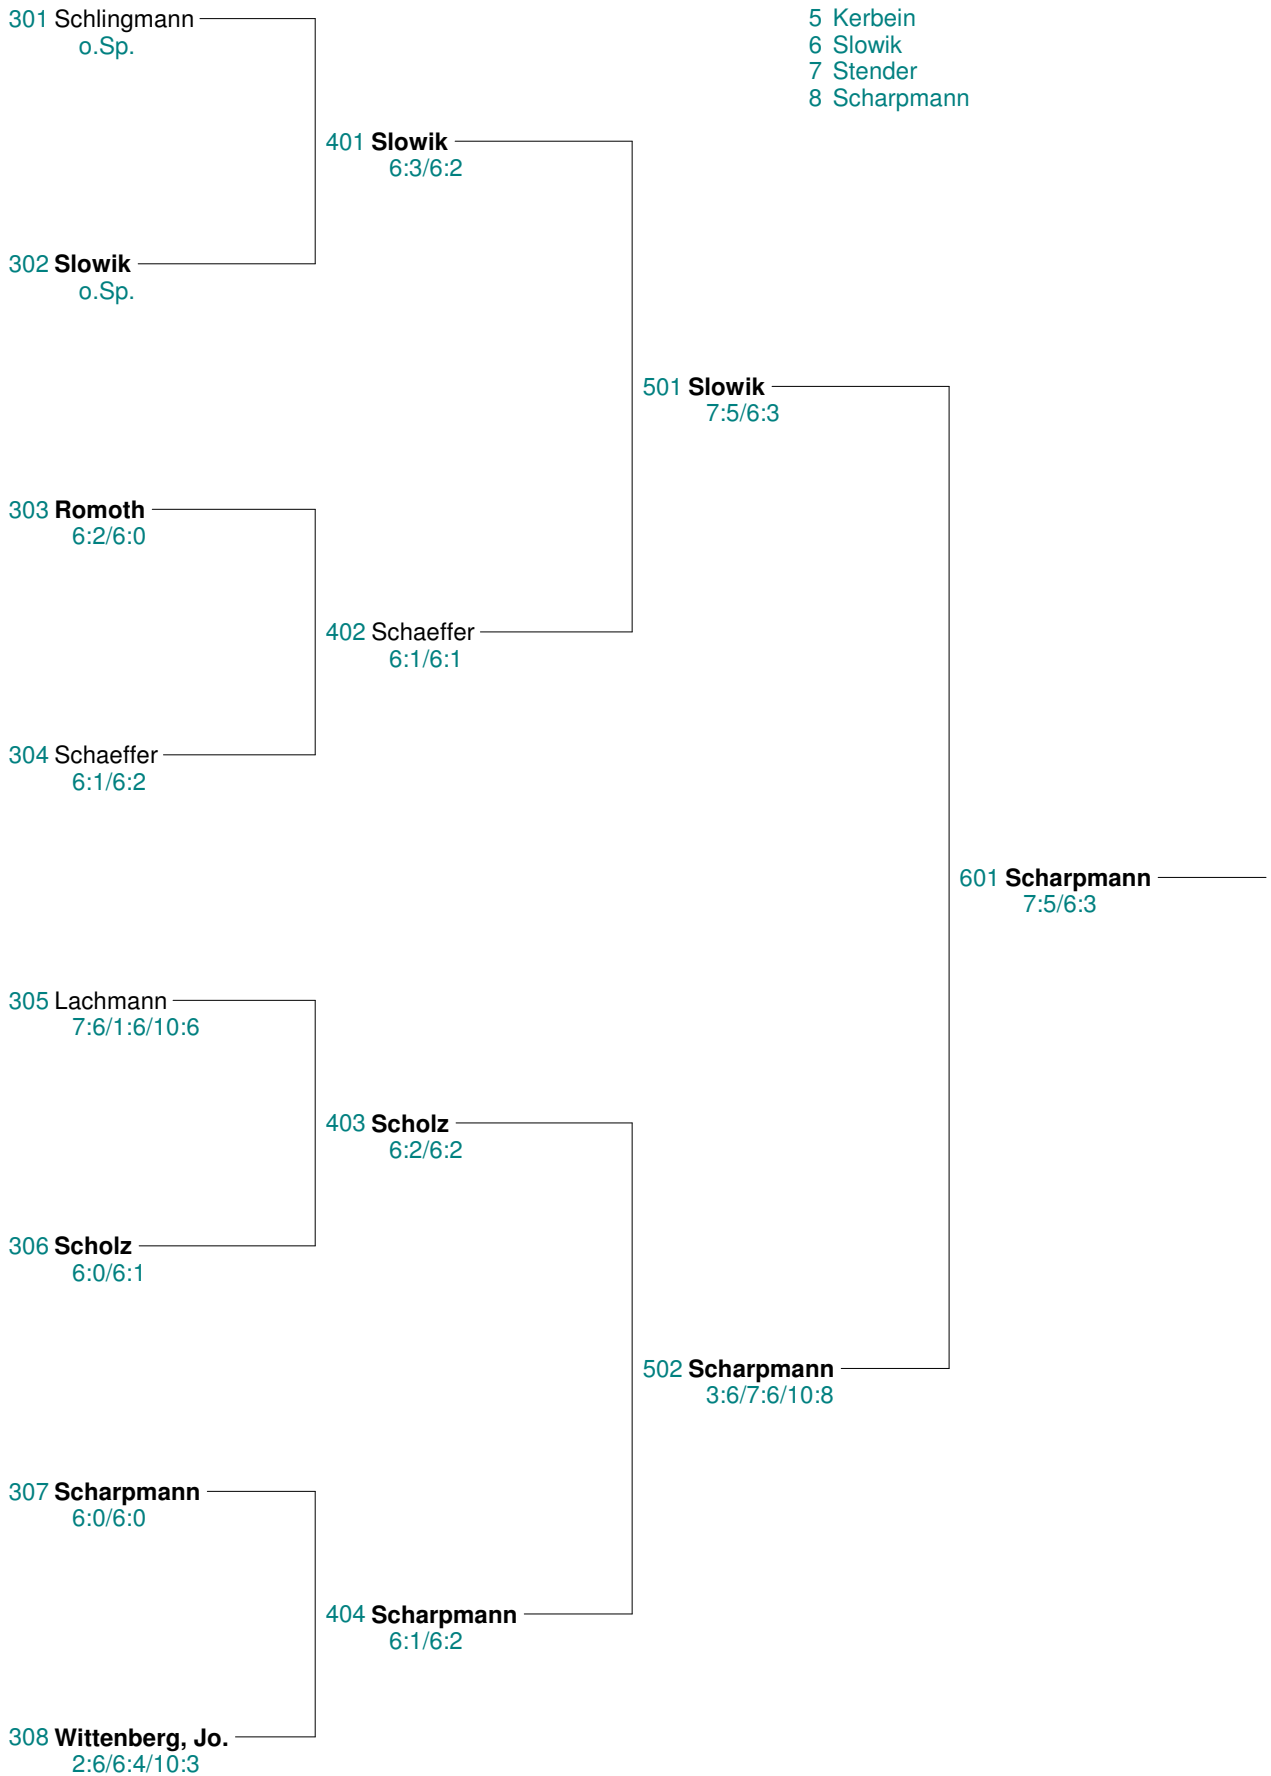 301 Schlingmann
o.Sp.
5 Kerbein
6 Slowik
7 Stender
8 Scharpmann
401 Slowik
6:3/6:2
302 Slowik
o.Sp.
501 Slowik
7:5/6:3
303 Romoth
6:2/6:0
402 Schaeffer
6:1/6:1
304 Schaeffer
6:1/6:2
601 Scharpmann
7:5/6:3
305 Lachmann
7:6/1:6/10:6
403 Scholz
6:2/6:2
306 Scholz
6:0/6:1
502 Scharpmann
3:6/7:6/10:8
307 Scharpmann
6:0/6:0
404 Scharpmann
6:1/6:2
308 Wittenberg, Jo.
2:6/6:4/10:3